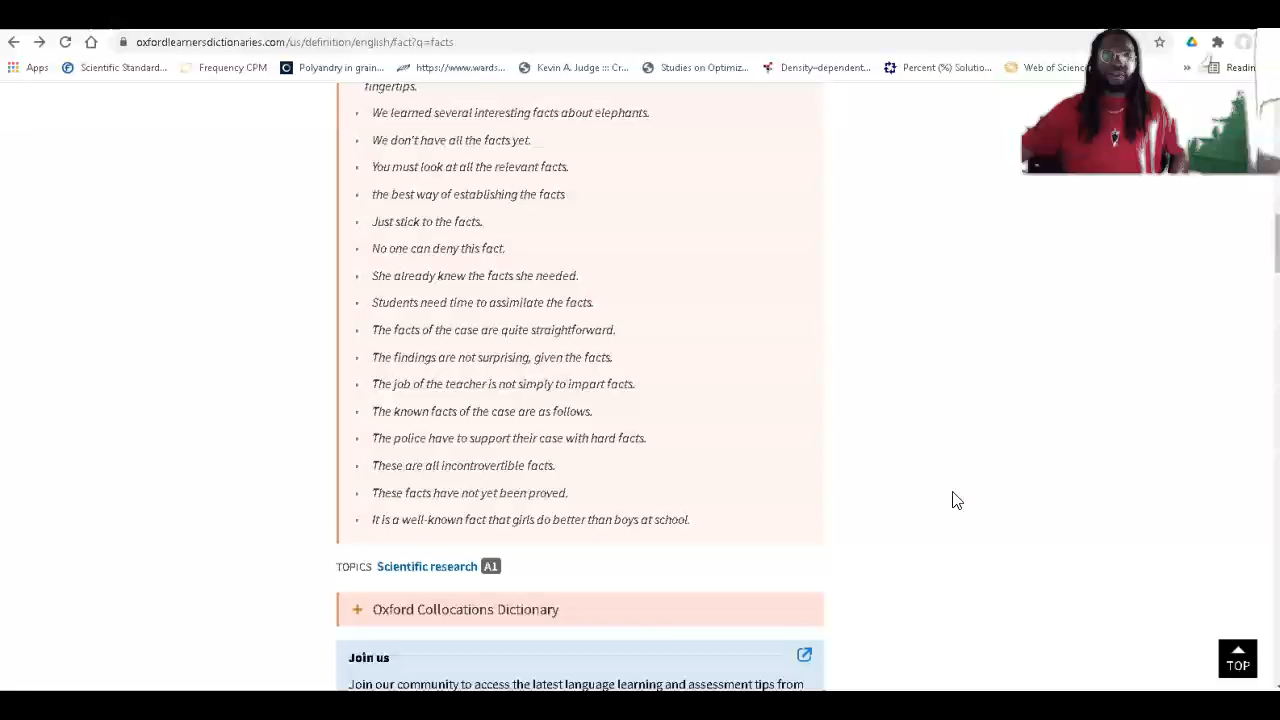 oxfordlearnersdictionaries.com/us/definition/english/fact?q=facts
Apps Scientific Standard... Frequency CPM Polyandry in grain... https://www.wards... Kevin A. Judge ::: Cr... Studies on Optimiz... Density-dependent... Percent (%) Solutio... Web of Scienc » Readin
fingertips.
We learned several interesting facts about elephants.
We don't have all the facts yet.
You must look at all the relevant facts.
the best way of establishing the facts
Just stick to the facts.
No one can deny this fact.
She already knew the facts she needed.
Students need time to assimilate the facts.
The facts of the case are quite straightforward.
The findings are not surprising, given the facts.
The job of the teacher is not simply to impart facts.
The known facts of the case are as follows.
The police have to support their case with hard facts.
These are all incontrovertible facts.
These facts have not yet been proved.
It is a well-known fact that girls do better than boys at school.
TOPICS Scientific research A1
+ Oxford Collocations Dictionary
Join us
Join our community to access the latest language learning and assessment tips from
TOP